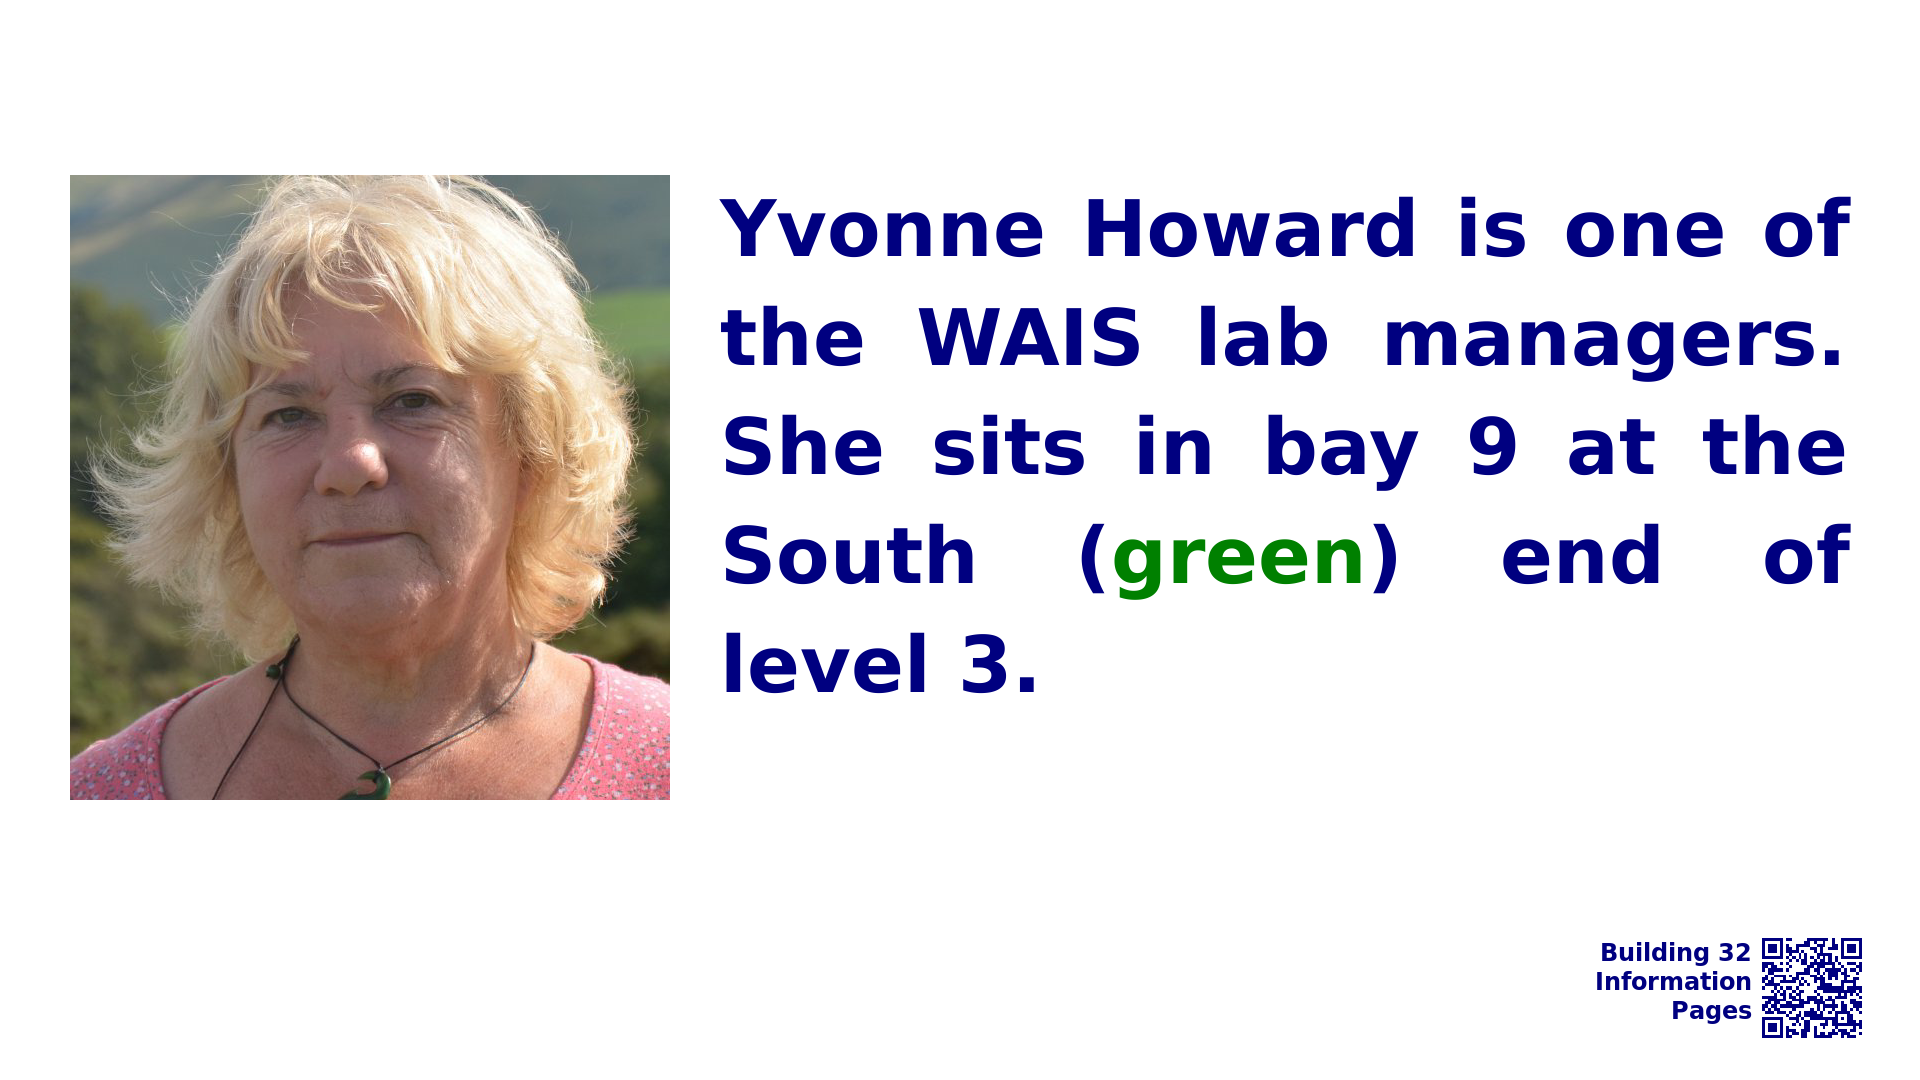 Yvonne Howard is one of
the WAIS lab managers.
She sits in bay 9 at the
South (green) end of
level 3.
Building 32
Information
Pages